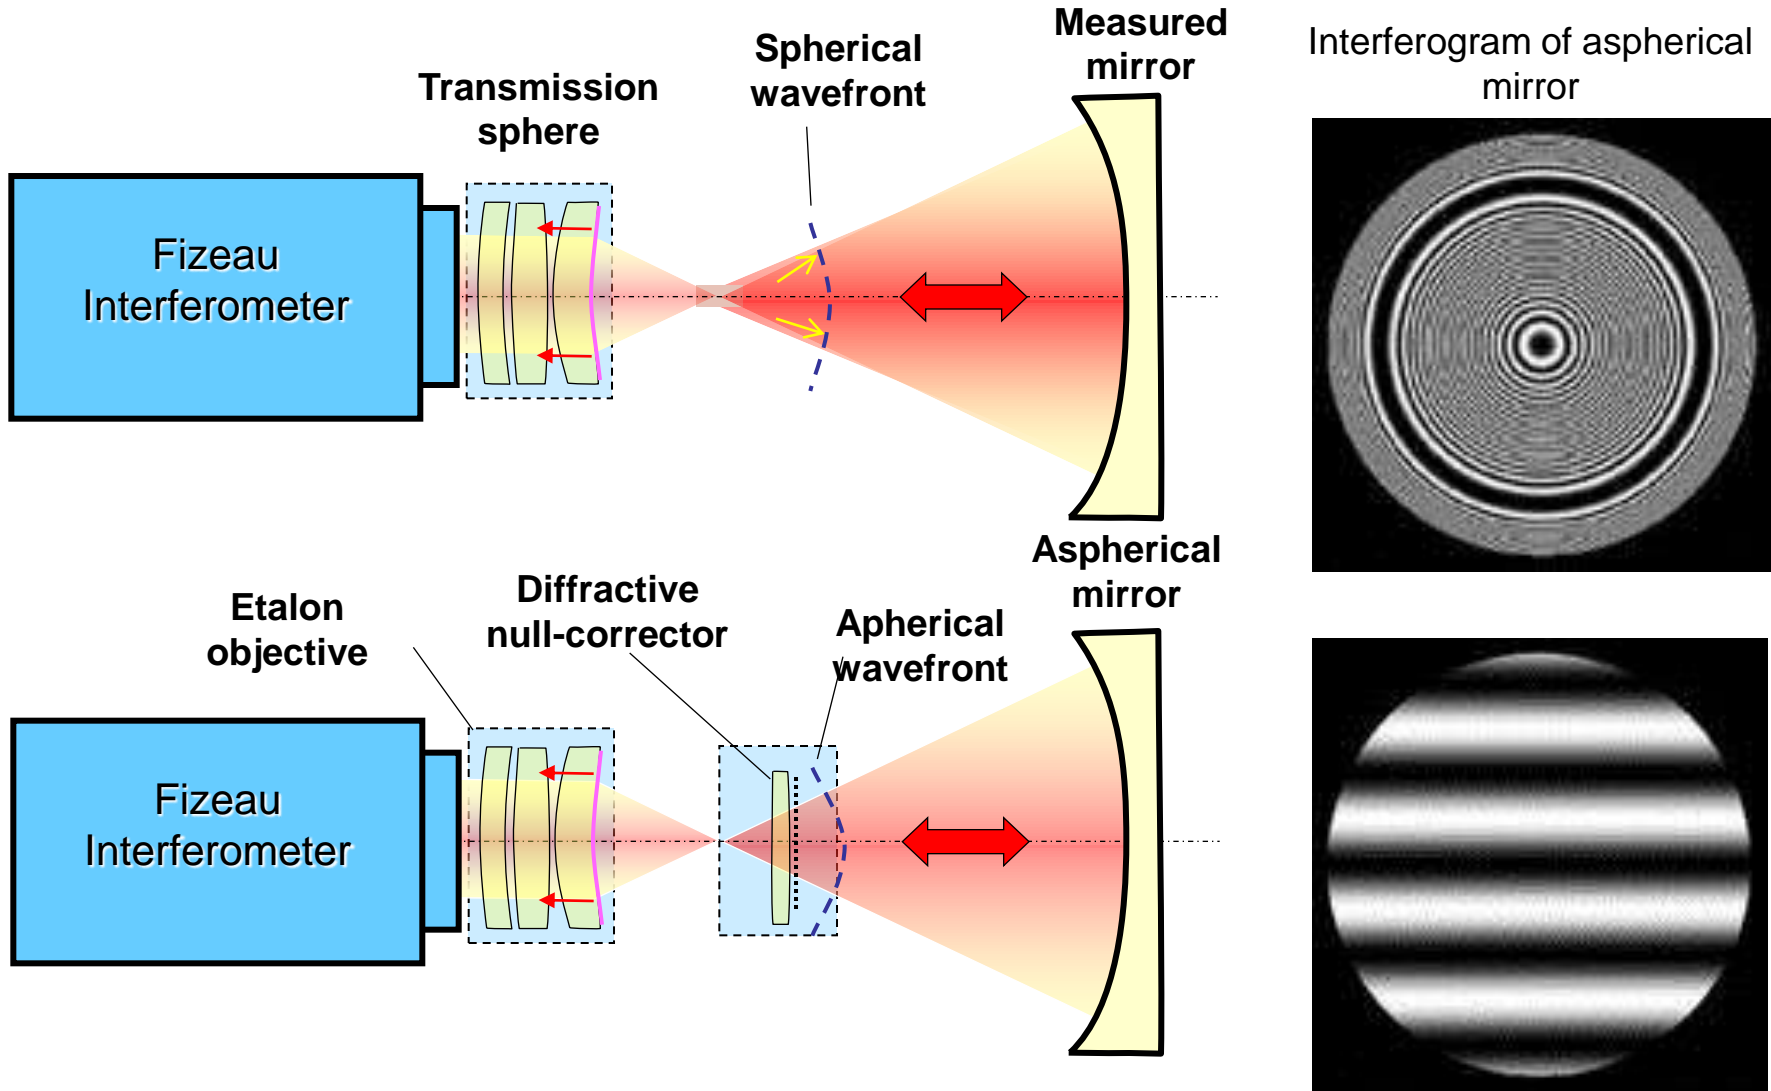 Measured
mirror
Spherical
wavefront
Transmission
sphere
Interferogram of aspherical
mirror
Fizeau
Interferometer
Aspherical
mirror
Diffractive
null-corrector
Etalon
objective
Apherical
wavefront
Fizeau
Interferometer